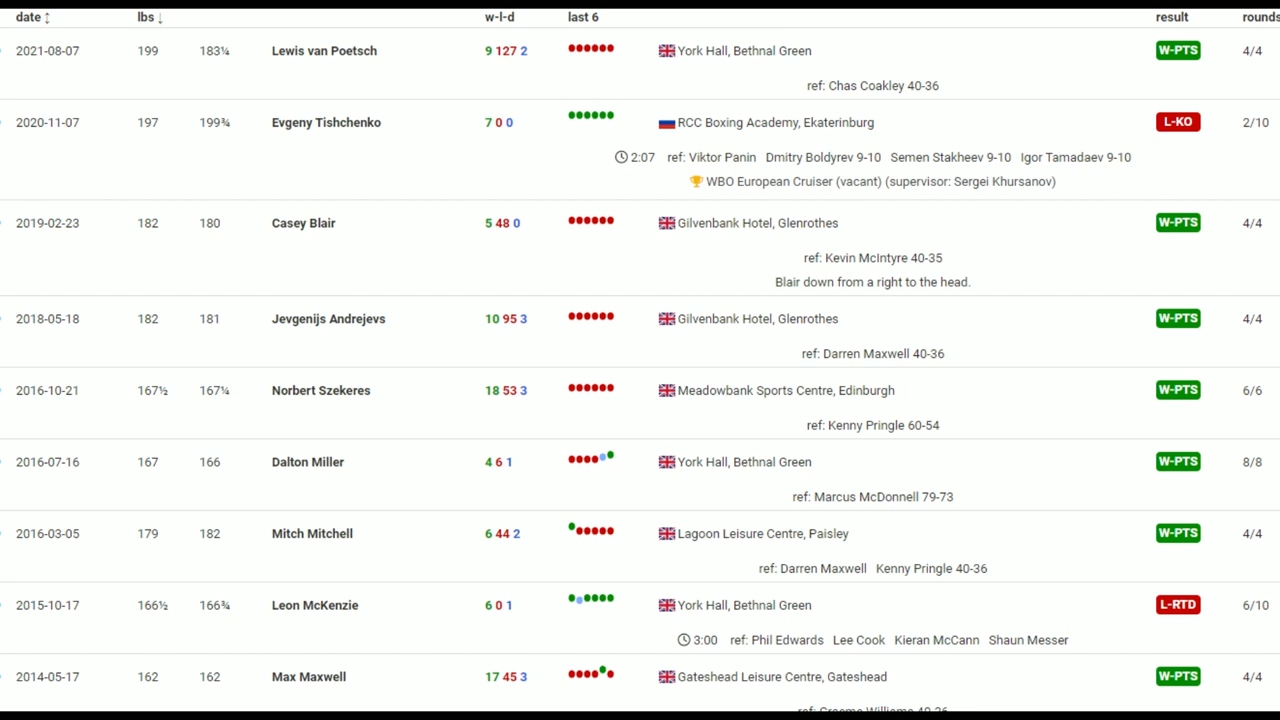 date lbs w-l-d last 6 result rounds
2021-08-07 199 183¼ Lewis van Poetsch 9 127 2 York Hall, Bethnal Green W-PTS 4/4
ref: Chas Coakley 40-36
2020-11-07 197 199¾ Evgeny Tishchenko 7 0 0 RCC Boxing Academy, Ekaterinburg L-KO 2/10
2:07 ref: Viktor Panin Dmitry Boldyrev 9-10 Semen Stakheev 9-10 Igor Tamadaev 9-10
WBO European Cruiser (vacant) (supervisor: Sergei Khursanov)
2019-02-23 182 180 Casey Blair 5 48 0 Gilvenbank Hotel, Glenrothes W-PTS 4/4
ref: Kevin McIntyre 40-35
Blair down from a right to the head.
2018-05-18 182 181 Jevgenijs Andrejevs 10 95 3 Gilvenbank Hotel, Glenrothes W-PTS 4/4
ref: Darren Maxwell 40-36
2016-10-21 167½ 167¼ Norbert Szekeres 18 53 3 Meadowbank Sports Centre, Edinburgh W-PTS 6/6
ref: Kenny Pringle 60-54
2016-07-16 167 166 Dalton Miller 4 6 1 York Hall, Bethnal Green W-PTS 8/8
ref: Marcus McDonnell 79-73
2016-03-05 179 182 Mitch Mitchell 6 44 2 Lagoon Leisure Centre, Paisley W-PTS 4/4
ref: Darren Maxwell Kenny Pringle 40-36
2015-10-17 166½ 166¾ Leon McKenzie 6 0 1 York Hall, Bethnal Green L-RTD 6/10
3:00 ref: Phil Edwards Lee Cook Kieran McCann Shaun Messer
2014-05-17 162 162 Max Maxwell 17 45 3 Gateshead Leisure Centre, Gateshead W-PTS 4/4